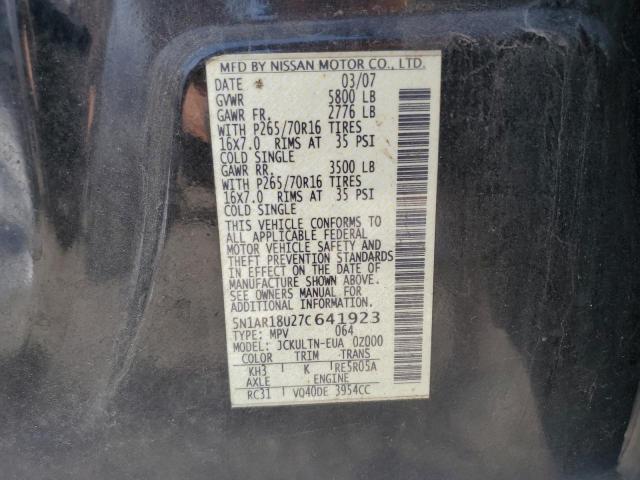 MFD BY NISSAN MOTOR CO., LTD.
DATE 03/07
GVWR 5800 LB
GAWR FR. 2776 LB
WITH P265/70R16 TIRES
16X7.0 RIMS AT 35 PSI
COLD SINGLE
GAWR RR. 3500 LB
WITH P265/70R16 TIRES
16X7.0 RIMS AT 35 PSI
COLD SINGLE
THIS VEHICLE CONFORMS TO
ALL APPLICABLE FEDERAL
MOTOR VEHICLE SAFETY AND
THEFT PREVENTION STANDARDS
IN EFFECT ON THE DATE OF
MANUFACTURE SHOWN ABOVE.
SEE OWNERS MANUAL FOR
ADDITIONAL INFORMATION.
5N1AR18U27C641923
TYPE: MPV 064
MODEL: JCKULTN-EUA 0Z000
COLOR TRIM TRANS
KH3 K RE5R05A
AXLE ENGINE
RC31 VQ40DE 3954CC